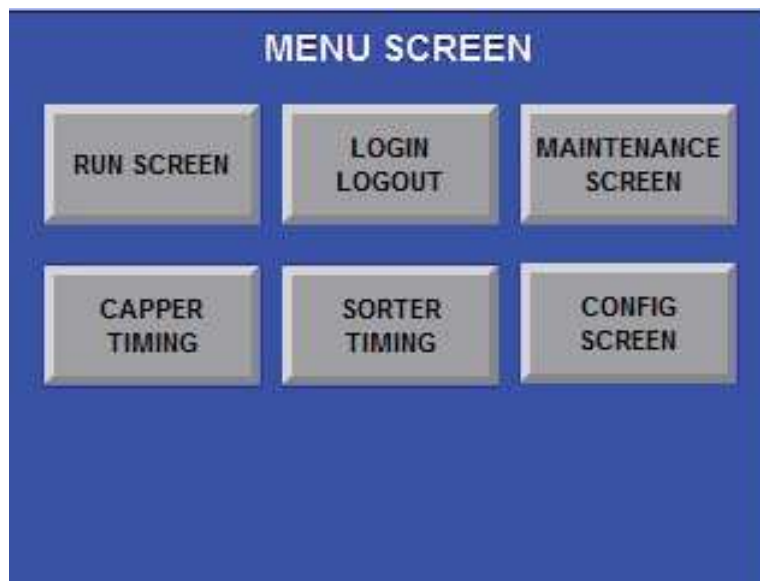 MENU SCREEN
RUN SCREEN
LOGIN
LOGOUT
MAINTENANCE
SCREEN
CAPPER
TIMING
SORTER
TIMING
CONFIG
SCREEN